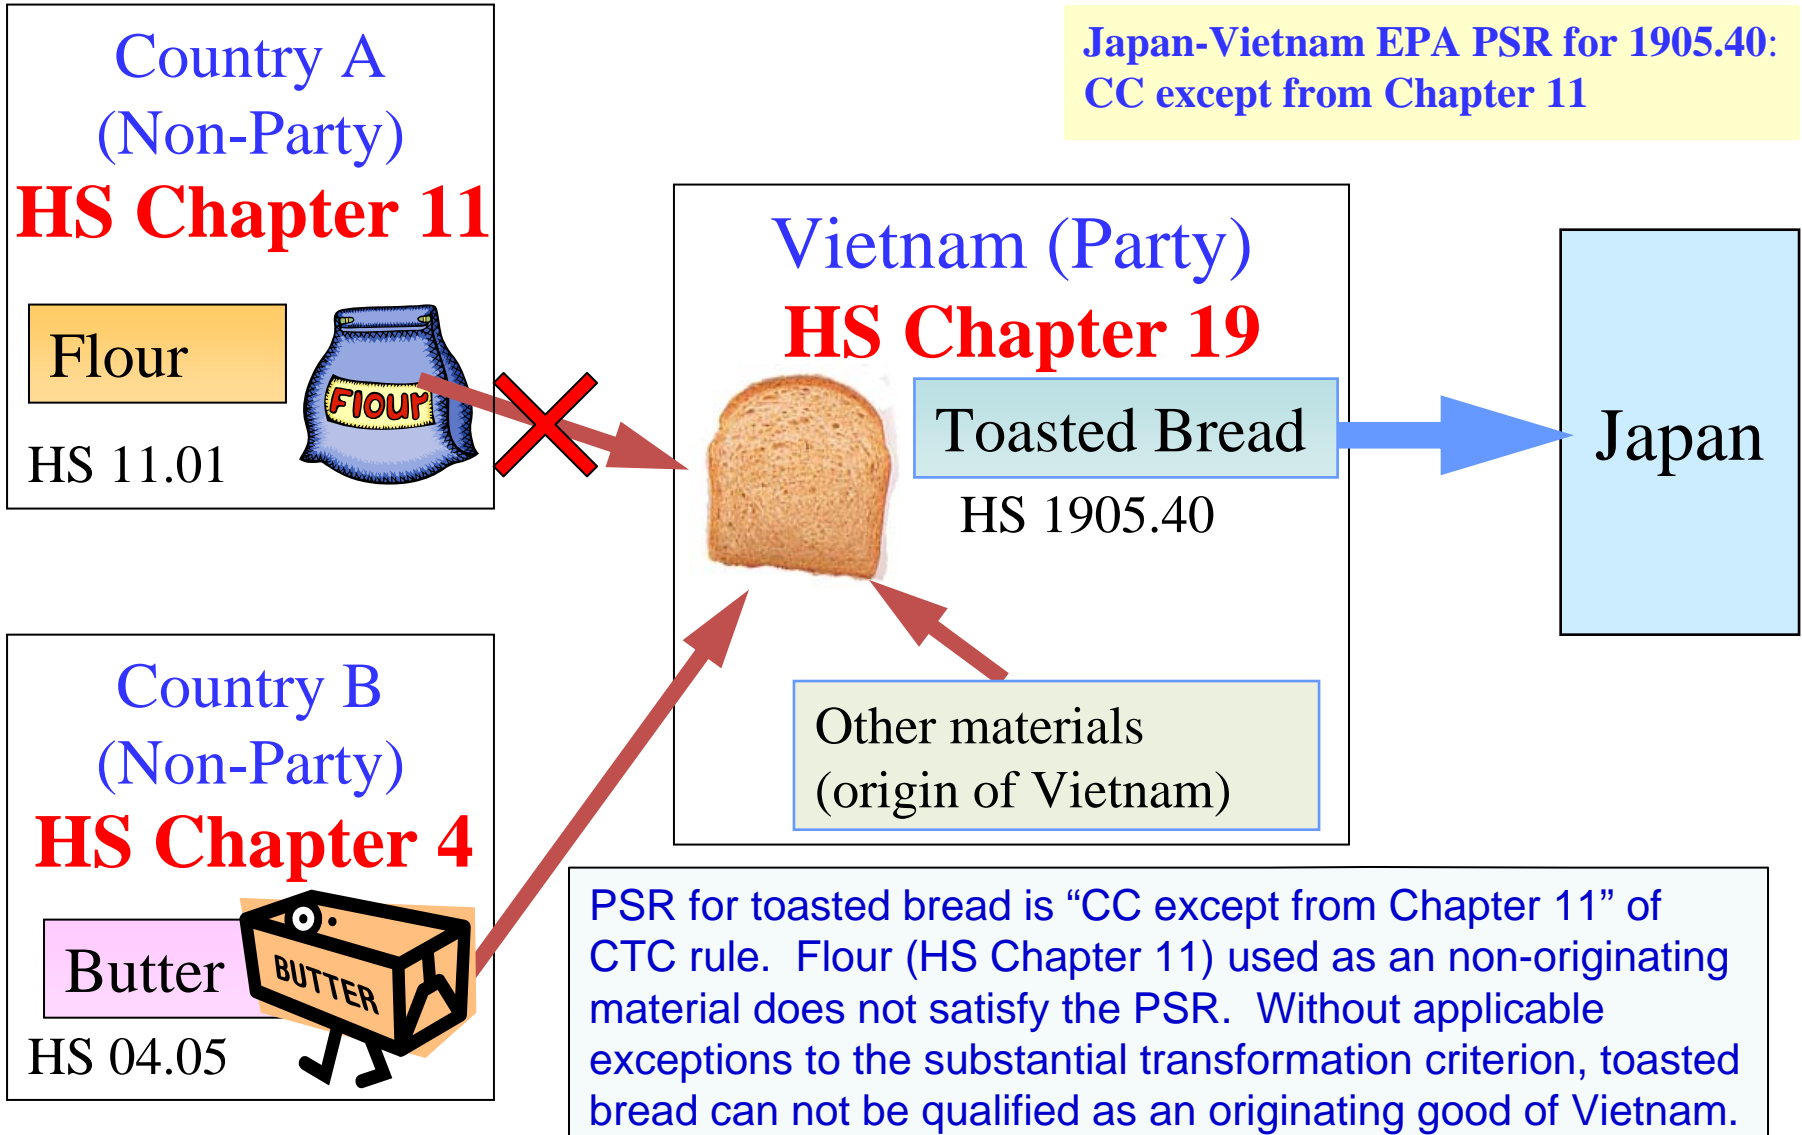 Country A
(Non-Party)
HS Chapter 11
Flour
FlouR
HS 11.01
Japan-Vietnam EPA PSR for 1905.40:
CC except from Chapter 11
Vietnam (Party)
HS Chapter 19
Toasted Bread
HS 1905.40
Japan
Other materials
(origin of Vietnam)
Country B
(Non-Party)
HS Chapter 4
Butter
BUTTER
HS 04.05
PSR for toasted bread is “CC except from Chapter 11” of
CTC rule.  Flour (HS Chapter 11) used as an non-originating
material does not satisfy the PSR.  Without applicable
exceptions to the substantial transformation criterion, toasted
bread can not be qualified as an originating good of Vietnam.